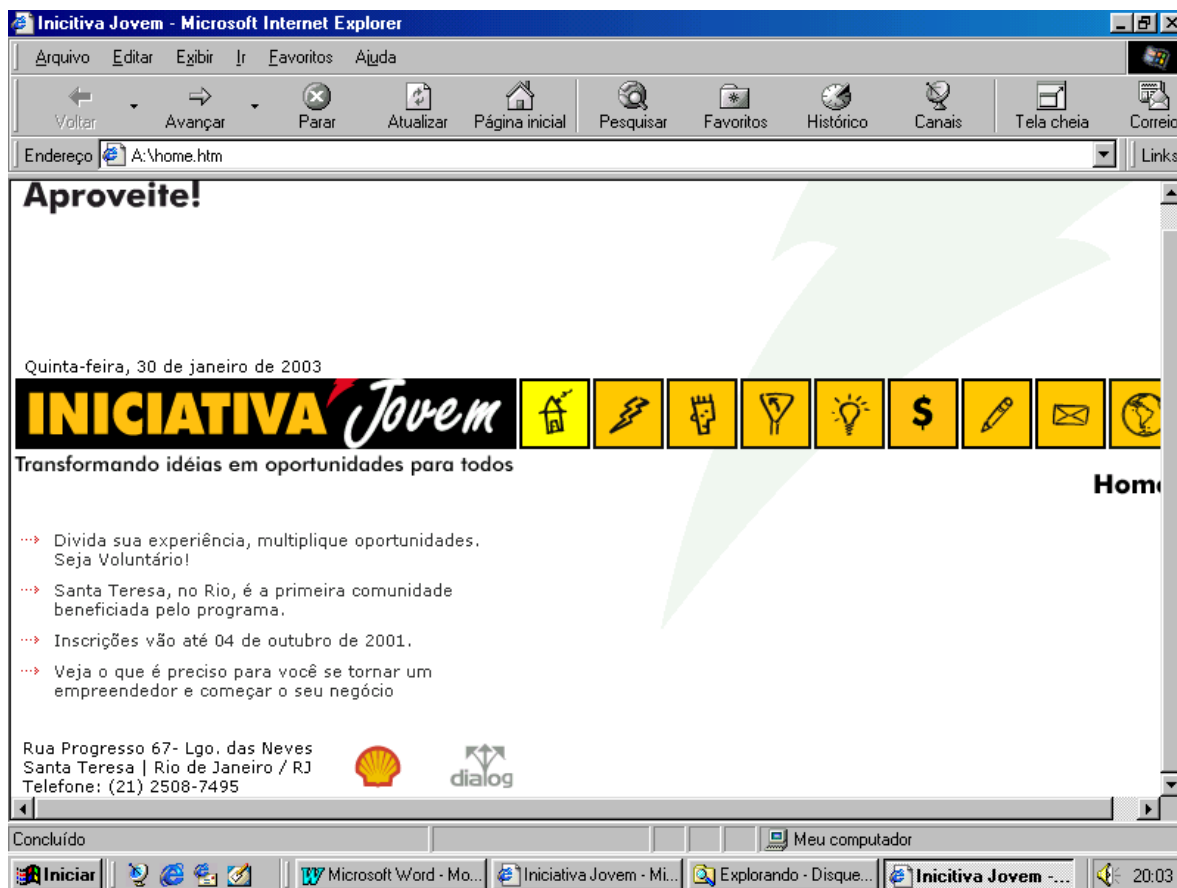 Inicitiva Jovem - Microsoft Internet Explorer
Arquivo Editar Exibir Ir Favoritos Ajuda
Voltar Avançar Parar Atualizar Página inicial Pesquisar Favoritos Histórico Canais Tela cheia Correio
Endereço A:\home.htm Links
Aproveite!
Quinta-feira, 30 de janeiro de 2003
INICIATIVA Jovem $
Transformando idéias em oportunidades para todos
Home
Divida sua experiência, multiplique oportunidades.
Seja Voluntário!
Santa Teresa, no Rio, é a primeira comunidade
beneficiada pelo programa.
Inscrições vão até 04 de outubro de 2001.
Veja o que é preciso para você se tornar um
empreendedor e começar o seu negócio
Rua Progresso 67- Lgo. das Neves
Santa Teresa | Rio de Janeiro / RJ
Telefone: (21) 2508-7495
dialog
Concluído Meu computador
Iniciar Microsoft Word - Mo... Iniciativa Jovem - Mi... Explorando - Disque... Inicitiva Jovem -... 20:03